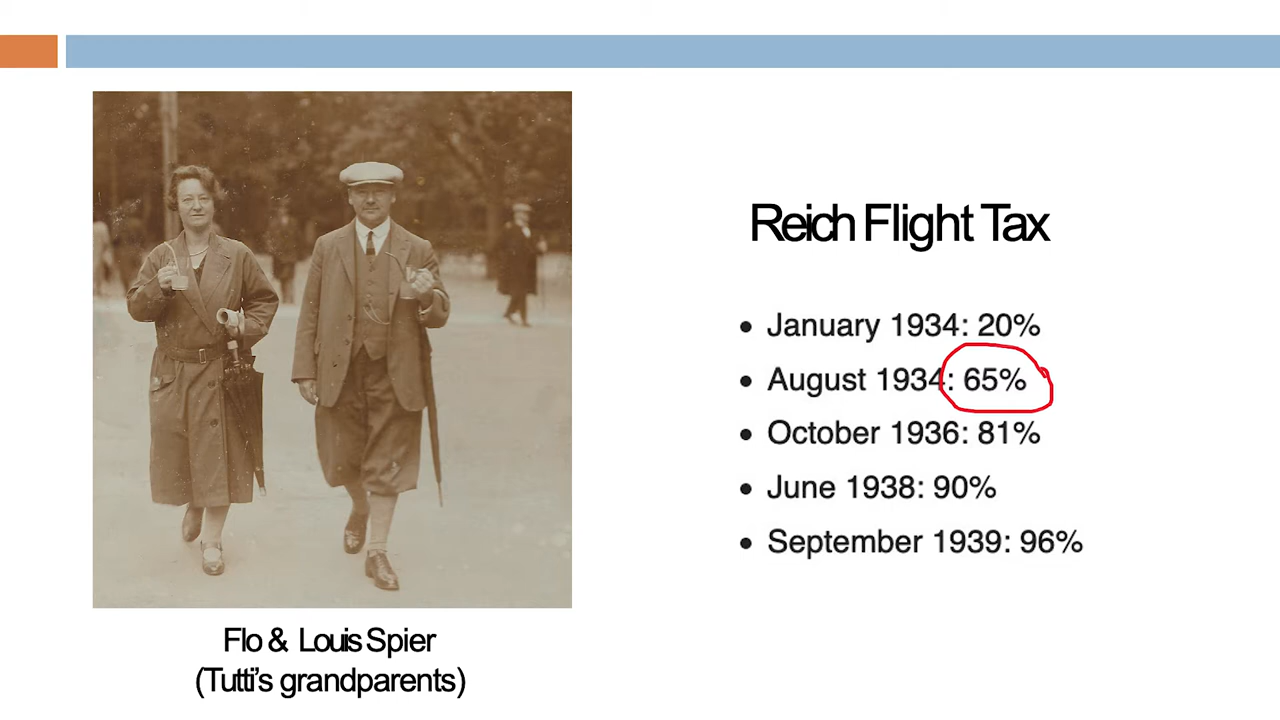 Reich Flight Tax
• January 1934: 20%
• August 1934: 65%
• October 1936: 81%
• June 1938: 90%
• September 1939: 96%
Flo & Louis Spier
(Tutti's grandparents)